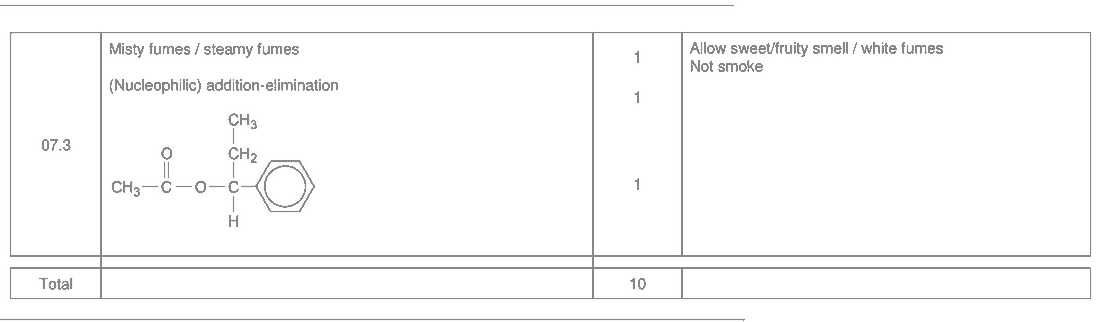 Misty fumes / steamy fumes
1
Allow sweet/fruity smell / white fumes
Not smoke
(Nucleophilic) addition-elimination
1
07.3
CH3
O
CH2
CH3—C—O—C—
1
H
Total
10